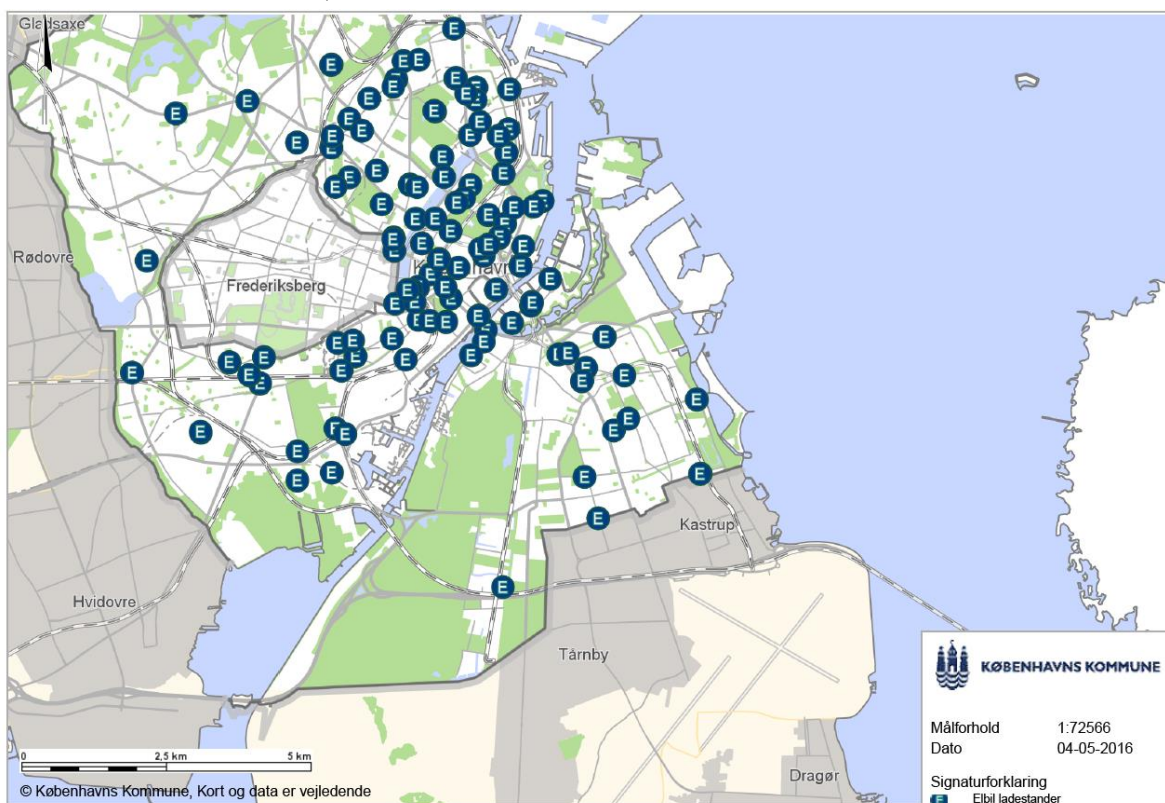 Gladsaxe
Rødovre
Frederiksberg
København
Hvidovre
Kastrup
Tårnby
Dragør
0 2,5 km 5 km
© Københavns Kommune, Kort og data er vejledende
KØBENHAVNS KOMMUNE
Målforhold 1:72566
Dato 04-05-2016
Signaturforklaring
E Elbil ladestander